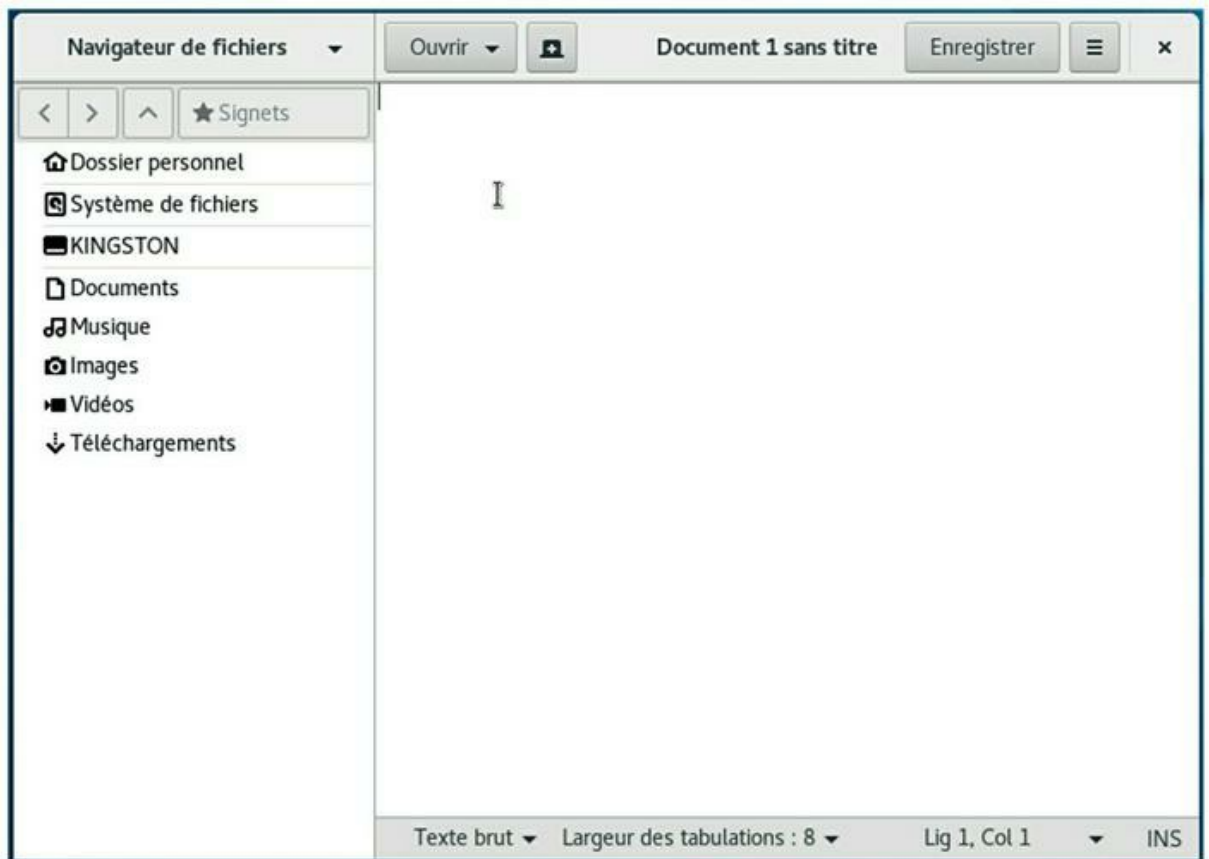 Navigateur de fichiers
Ouvrir
Document 1 sans titre
Enregistrer
Signets
Dossier personnel
Système de fichiers
KINGSTON
Documents
Musique
Images
Vidéos
Téléchargements
Texte brut
Largeur des tabulations : 8
Lig 1, Col 1
INS